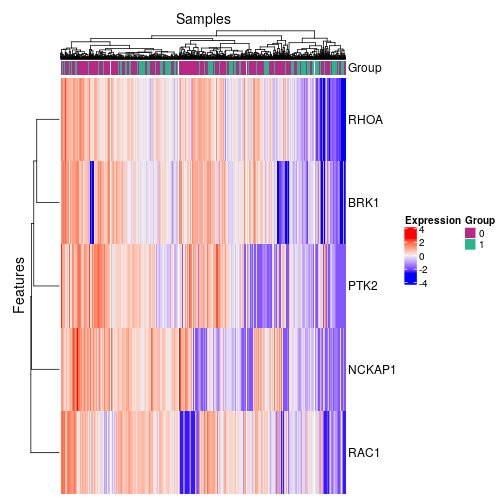 Samples
Group
RHOA
BRK1
PTK2
NCKAP1
RAC1
Features
Expression
4
2
0
-2
-4
Group
0
1